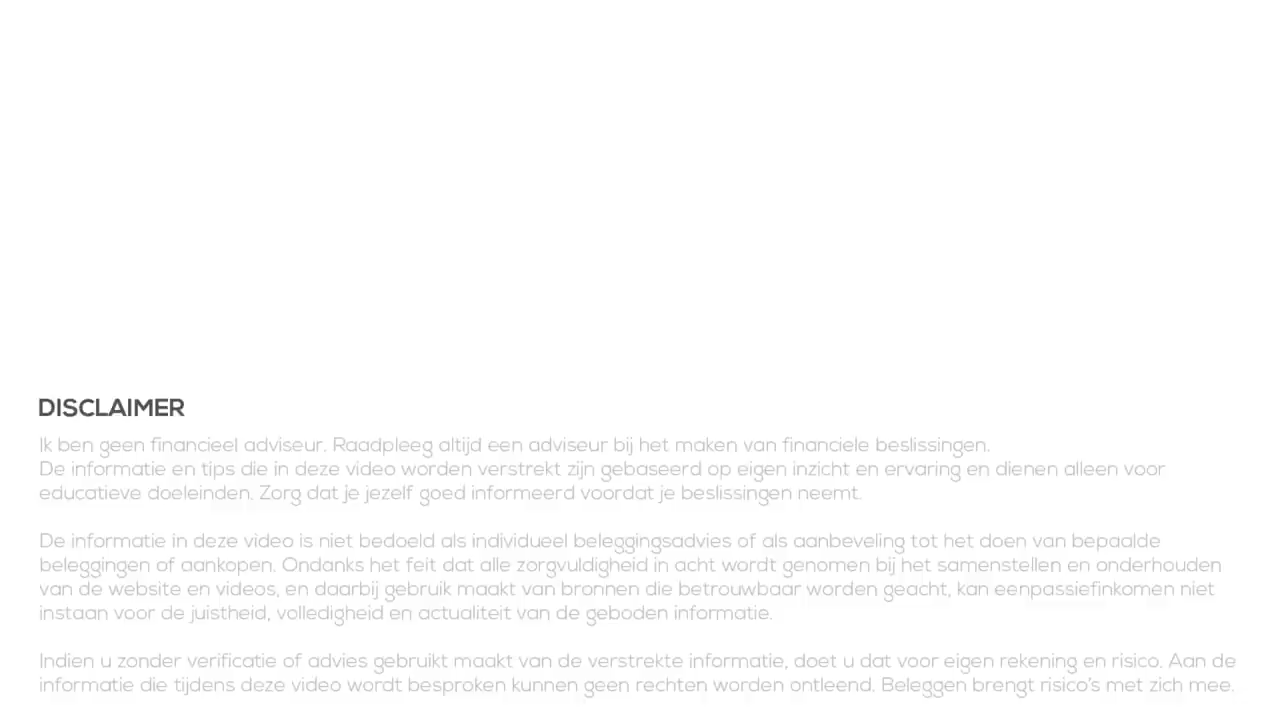 DISCLAIMER
Ik ben geen financieel adviseur. Raadpleeg altijd een adviseur bij het maken van financiele beslissingen.
De informatie en tips die in deze video worden verstrekt zijn gebaseerd op eigen inzicht en ervaring en dienen alleen voor
educatieve doeleinden. Zorg dat je jezelf goed informeerd voordat je beslissingen neemt.
De informatie in deze video is niet bedoeld als individueel beleggingsadvies of als aanbeveling tot het doen van bepaalde
beleggingen of aankopen. Ondanks het feit dat alle zorgvuldigheid in acht wordt genomen bij het samenstellen en onderhouden
van de website en videos, en daarbij gebruik maakt van bronnen die betrouwbaar worden geacht, kan eenpassiefinkomen niet
instaan voor de juistheid, volledigheid en actualiteit van de geboden informatie.
Indien u zonder verificatie of advies gebruikt maakt van de verstrekte informatie, doet u dat voor eigen rekening en risico. Aan de
informatie die tijdens deze video wordt besproken kunnen geen rechten worden ontleend. Beleggen brengt risico's met zich mee.